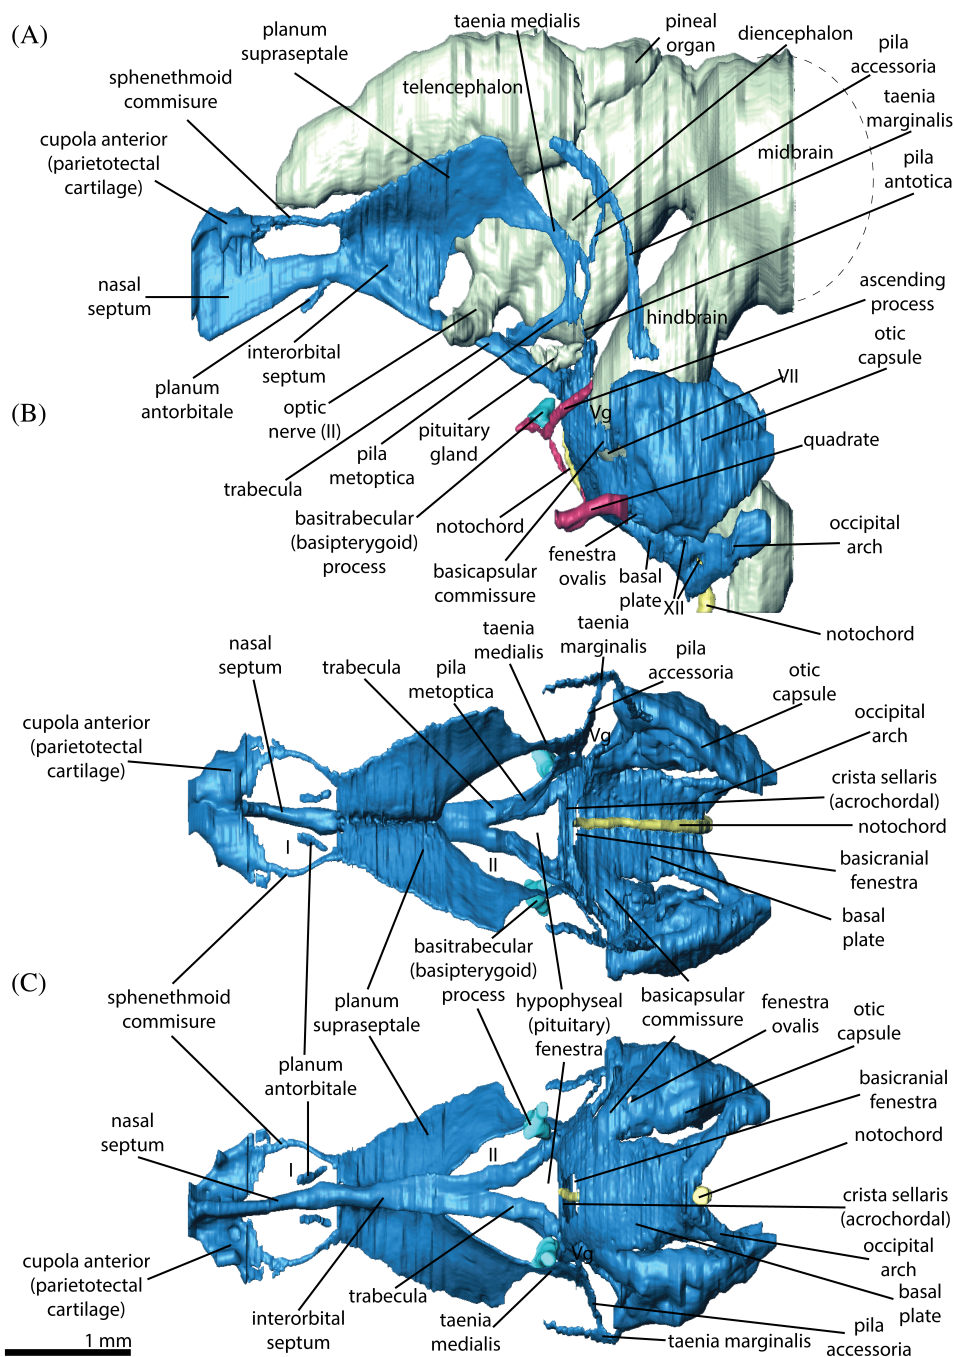 (A)
planum
supraseptale
taenia medialis
pineal
organ
diencephalon
pila
accessoria
sphenethmoid
commisure
telencephalon
taenia
marginalis
cupola anterior
(parietotectal
cartilage)
midbrain
pila
antotica
nasal
septum
ascending
process
hindbrain
otic
capsule
interorbital
septum
planum
antorbitale
(B)
optic
nerve (II)
pituitary
gland
Vg
VII
pila
metoptica
quadrate
trabecula
basitrabecular
(basipterygoid)
process
notochord
fenestra
ovalis
occipital
arch
basicapsular
commissure
basal
plate
XII
notochord
nasal
septum
trabecula
pila
metoptica
taenia
medialis
taenia
marginalis
pila
accessoria
otic
capsule
cupola anterior
(parietotectal
cartilage)
Vg
occipital
arch
crista sellaris
(acrochordal)
notochord
I
II
basicranial
fenestra
basal
plate
(C)
sphenethmoid
commisure
planum
supraseptale
basitrabecular
(basipterygoid)
process
hypophyseal
(pituitary)
fenestra
basicapsular
commissure
fenestra
ovalis
otic
capsule
planum
antorbitale
basicranial
fenestra
nasal
septum
notochord
I
II
crista sellaris
(acrochordal)
cupola anterior
(parietotectal
cartilage)
Vg
occipital
arch
interorbital
septum
trabecula
taenia
medialis
taenia marginalis
pila
accessoria
basal
plate
1 mm